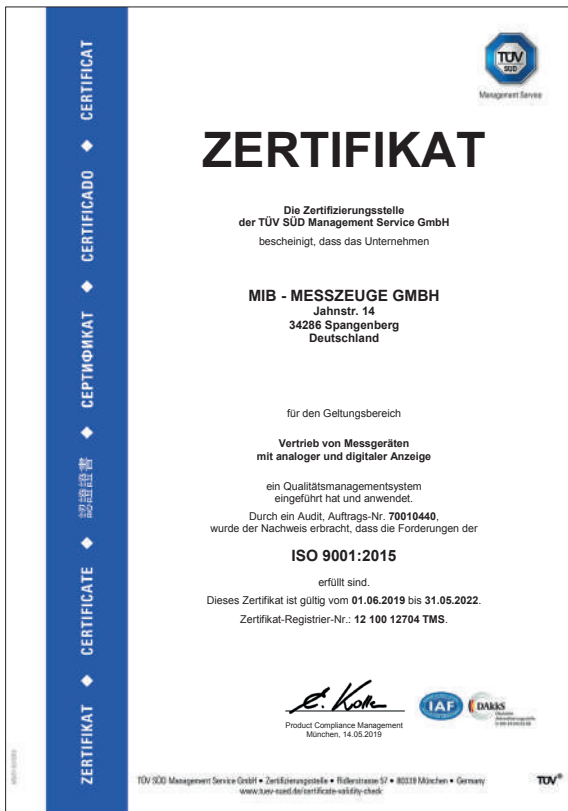 TÜV
SÜD
Management Service
ZERTIFIKAT ◆ CERTIFICATE ◆ 認證證書 ◆ СЕРТИФИКАТ ◆ CERTIFICADO ◆ CERTIFICAT
ZERTIFIKAT
Die Zertifizierungsstelle
der TÜV SÜD Management Service GmbH
bescheinigt, dass das Unternehmen
MIB - MESSZEUGE GMBH
Jahnstr. 14
34286 Spangenberg
Deutschland
für den Geltungsbereich
Vertrieb von Messgeräten
mit analoger und digitaler Anzeige
ein Qualitätsmanagementsystem
eingeführt hat und anwendet.
Durch ein Audit, Auftrags-Nr. 70010440,
wurde der Nachweis erbracht, dass die Forderungen der
ISO 9001:2015
erfüllt sind.
Dieses Zertifikat ist gültig vom 01.06.2019 bis 31.05.2022.
Zertifikat-Registrier-Nr.: 12 100 12704 TMS.
Product Compliance Management
München, 14.05.2019
IAF
DAkkS
Deutsche
Akkreditierungsstelle
TÜV SÜD Management Service GmbH • Zertifizierungsstelle • Ridlerstrasse 57 • 80339 München • Germany
www.tuev-sued.de/certificate-validity-check
TÜV®